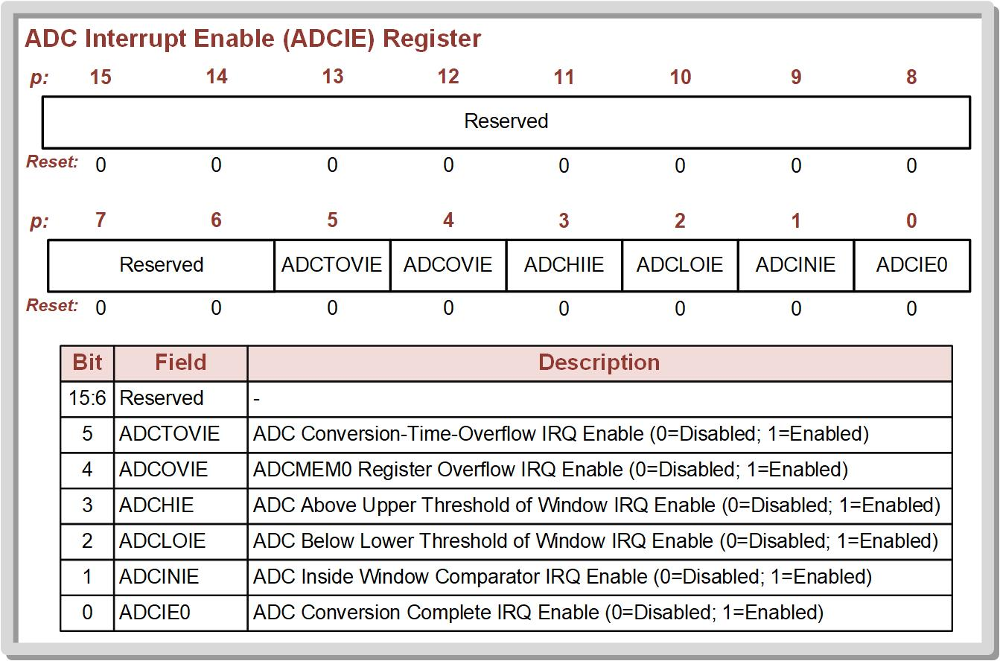 ADC Interrupt Enable (ADCIE) Register
p: 15 14 13 12 11 10 9 8
Reserved
Reset: 0 0 0 0 0 0 0 0
p: 7 6 5 4 3 2 1 0
Reserved ADCTOVIE ADCOVIE ADCHIIE ADCLOIE ADCINIE ADCIE0
Reset: 0 0 0 0 0 0 0 0
Bit Field Description
15:6 Reserved -
5 ADCTOVIE ADC Conversion-Time-Overflow IRQ Enable (0=Disabled; 1=Enabled)
4 ADCOVIE ADCMEM0 Register Overflow IRQ Enable (0=Disabled; 1=Enabled)
3 ADCHIE ADC Above Upper Threshold of Window IRQ Enable (0=Disabled; 1=Enabled)
2 ADCLOIE ADC Below Lower Threshold of Window IRQ Enable (0=Disabled; 1=Enabled)
1 ADCINIE ADC Inside Window Comparator IRQ Enable (0=Disabled; 1=Enabled)
0 ADCIE0 ADC Conversion Complete IRQ Enable (0=Disabled; 1=Enabled)